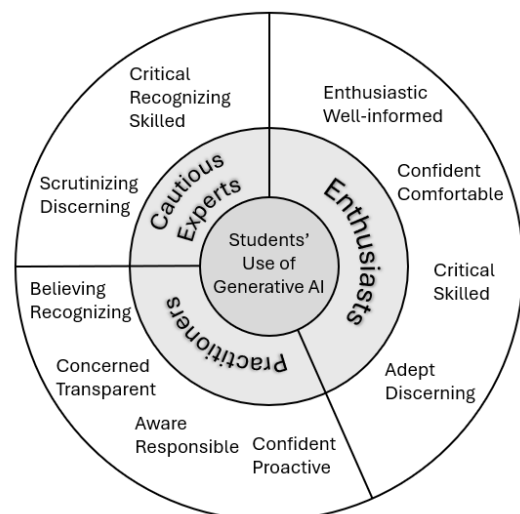 Critical
Recognizing
Skilled
Scrutinizing
Discerning
Cautious
Experts
Enthusiastic
Well-informed
Confident
Comfortable
Critical
Skilled
Adept
Discerning
Enthusiasts
Students’
Use of
Generative AI
Practitioners
Believing
Recognizing
Concerned
Transparent
Aware
Responsible
Confident
Proactive